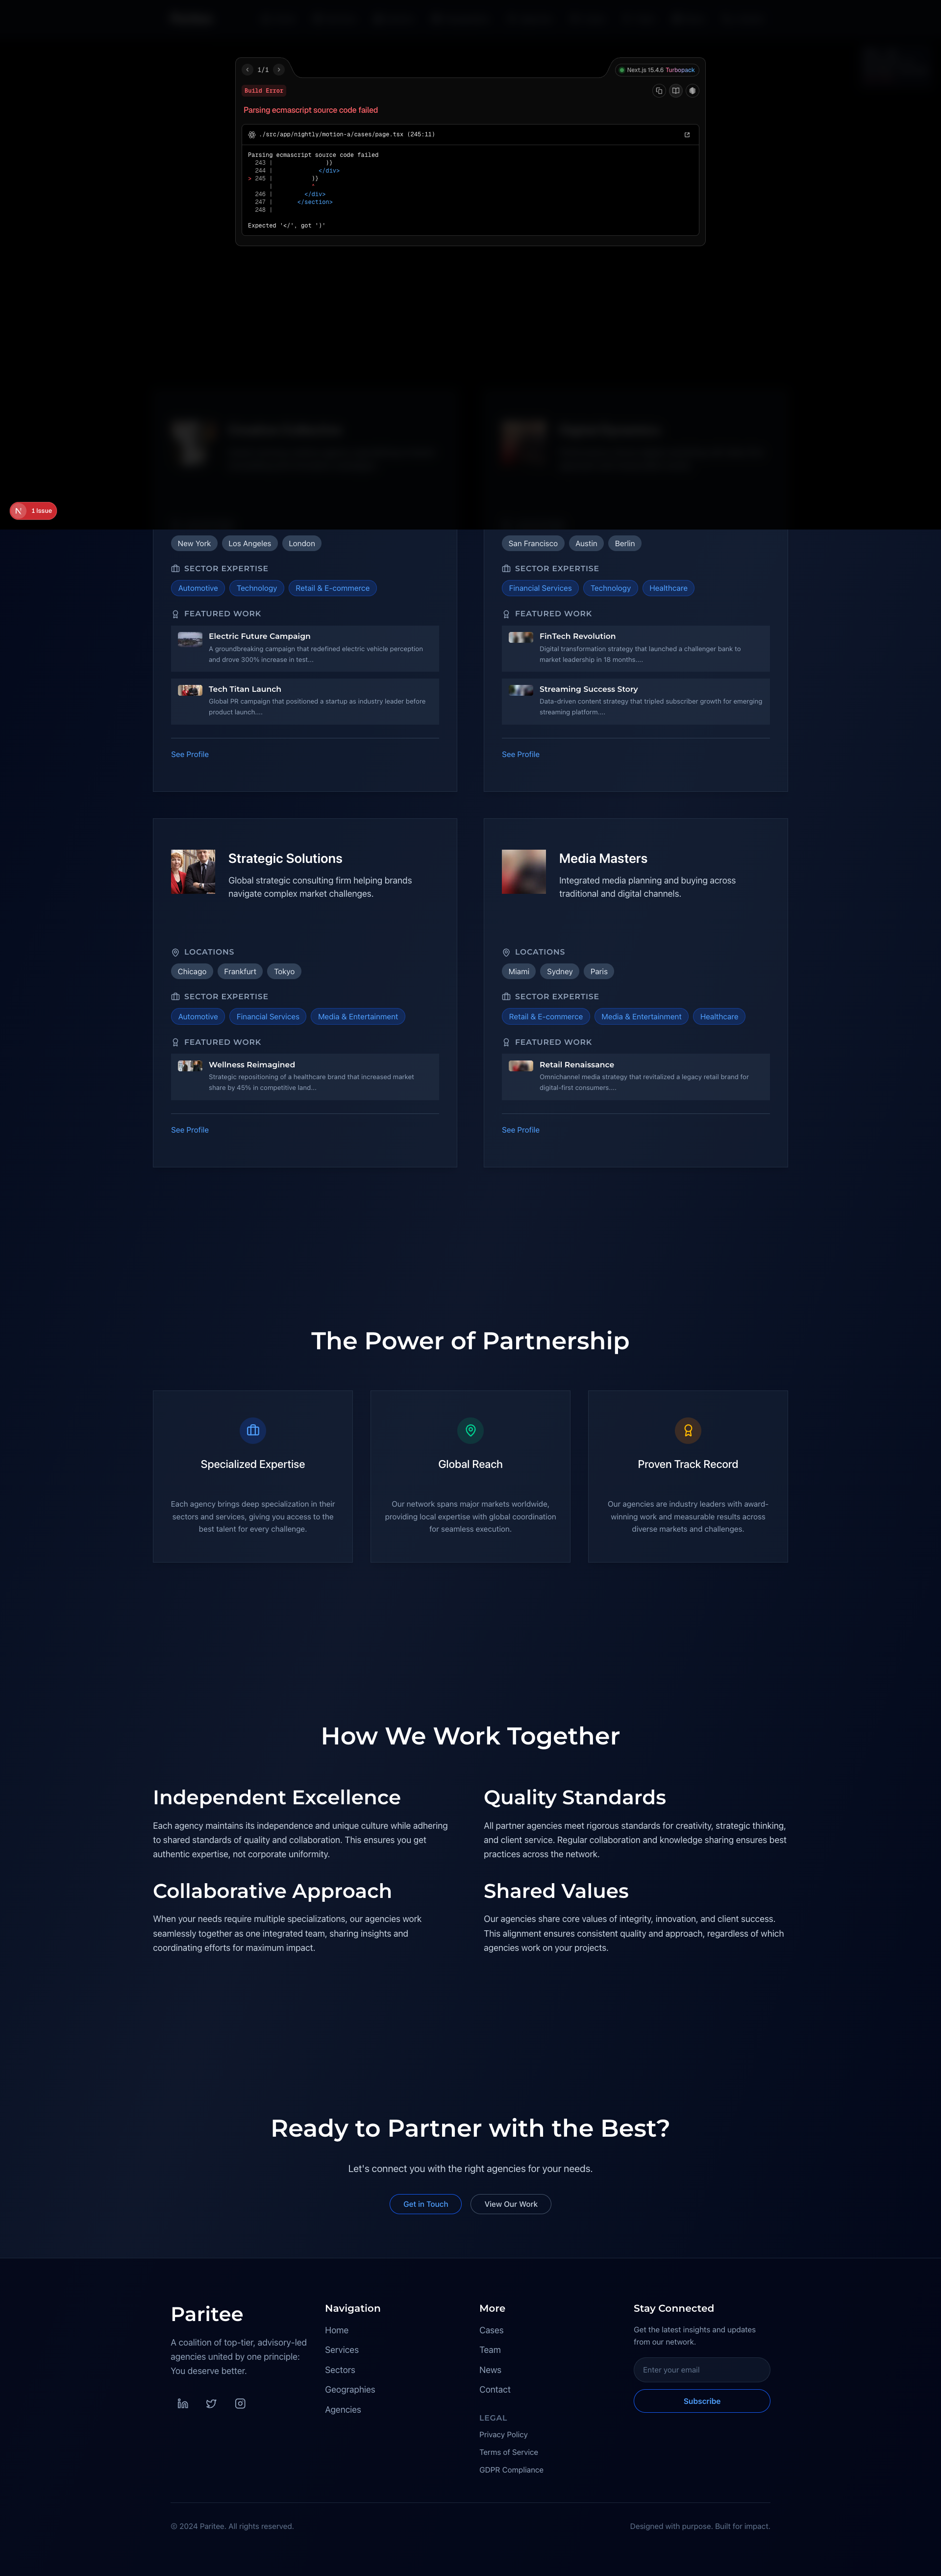 1/1
Next.js 15.4.6 Turbopack
Build Error
Parsing ecmascript source code failed
./src/app/nightly/motion-a/cases/page.tsx (245:11)
Parsing ecmascript source code failed
243 | )}
244 | </div>
> 245 | ))
| ^
246 | </div>
247 | </section>
248 |
Expected '</', got ')'
N 1 Issue
New York Los Angeles London
SECTOR EXPERTISE
Automotive Technology Retail & E-commerce
FEATURED WORK
Electric Future Campaign
A groundbreaking campaign that redefined electric vehicle perception
and drove 300% increase in test...
Tech Titan Launch
Global PR campaign that positioned a startup as industry leader before
product launch....
See Profile
San Francisco Austin Berlin
SECTOR EXPERTISE
Financial Services Technology Healthcare
FEATURED WORK
FinTech Revolution
Digital transformation strategy that launched a challenger bank to
market leadership in 18 months....
Streaming Success Story
Data-driven content strategy that tripled subscriber growth for emerging
streaming platform....
See Profile
Strategic Solutions
Global strategic consulting firm helping brands
navigate complex market challenges.
LOCATIONS
Chicago Frankfurt Tokyo
SECTOR EXPERTISE
Automotive Financial Services Media & Entertainment
FEATURED WORK
Wellness Reimagined
Strategic repositioning of a healthcare brand that increased market
share by 45% in competitive land...
See Profile
Media Masters
Integrated media planning and buying across
traditional and digital channels.
LOCATIONS
Miami Sydney Paris
SECTOR EXPERTISE
Retail & E-commerce Media & Entertainment Healthcare
FEATURED WORK
Retail Renaissance
Omnichannel media strategy that revitalized a legacy retail brand for
digital-first consumers....
See Profile
The Power of Partnership
Specialized Expertise
Each agency brings deep specialization in their
sectors and services, giving you access to the
best talent for every challenge.
Global Reach
Our network spans major markets worldwide,
providing local expertise with global coordination
for seamless execution.
Proven Track Record
Our agencies are industry leaders with award-
winning work and measurable results across
diverse markets and challenges.
How We Work Together
Independent Excellence
Each agency maintains its independence and unique culture while adhering
to shared standards of quality and collaboration. This ensures you get
authentic expertise, not corporate uniformity.
Quality Standards
All partner agencies meet rigorous standards for creativity, strategic thinking,
and client service. Regular collaboration and knowledge sharing ensures best
practices across the network.
Collaborative Approach
When your needs require multiple specializations, our agencies work
seamlessly together as one integrated team, sharing insights and
coordinating efforts for maximum impact.
Shared Values
Our agencies share core values of integrity, innovation, and client success.
This alignment ensures consistent quality and approach, regardless of which
agencies work on your projects.
Ready to Partner with the Best?
Let's connect you with the right agencies for your needs.
Get in Touch View Our Work
Paritee
A coalition of top-tier, advisory-led
agencies united by one principle:
You deserve better.
Navigation
Home
Services
Sectors
Geographies
Agencies
More
Cases
Team
News
Contact
LEGAL
Privacy Policy
Terms of Service
GDPR Compliance
Stay Connected
Get the latest insights and updates
from our network.
Enter your email
Subscribe
© 2024 Paritee. All rights reserved.
Designed with purpose. Built for impact.